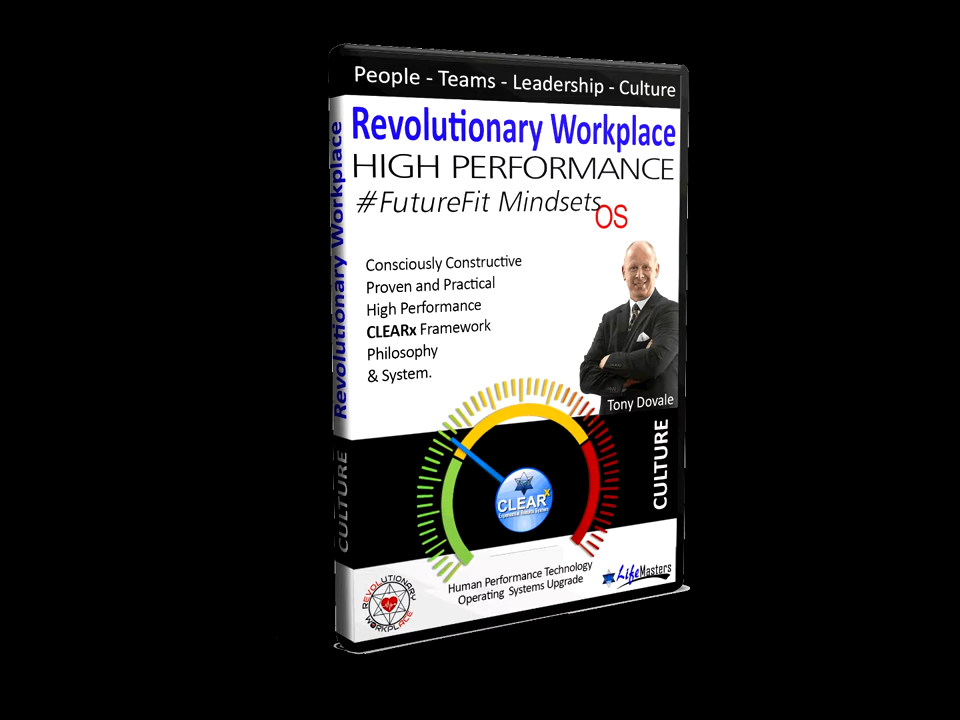 People - Teams - Leadership - Culture
Revolutionary Workplace
HIGH PERFORMANCE
#FutureFit Mindsets
OS
Consciously Constructive
Proven and Practical
High Performance
CLEARx Framework
Philosophy
& System.
Tony Dovale
CULTURE
CLEARx
Human Performance Technology
Operating Systems Upgrade
LifeMasters
REVOLUTIONARY
WORKPLACE
Revolutionary Workplace
CULTURE